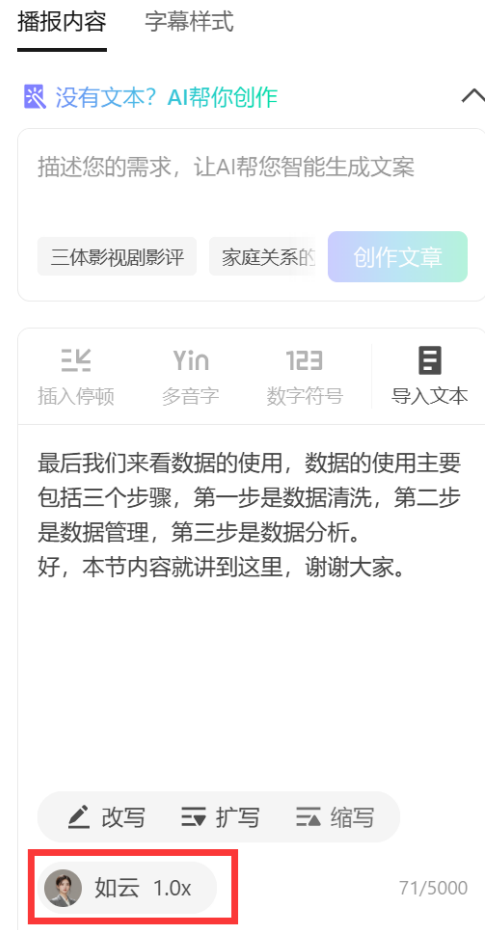 播报内容 字幕样式
没有文本？AI帮你创作
描述您的需求，让AI帮您智能生成文案
三体影视剧影评 家庭关系的 创作文章
Yin 123
插入停顿 多音字 数字符号 导入文本
最后我们来看数据的使用，数据的使用主要
包括三个步骤，第一步是数据清洗，第二步
是数据管理，第三步是数据分析。
好，本节内容就讲到这里，谢谢大家。
改写 扩写 缩写
如云 1.0x 71/5000